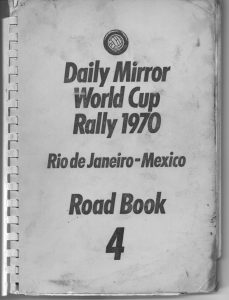 Daily Mirror
World Cup
Rally 1970
Rio de Janeiro-Mexico
Road Book
4